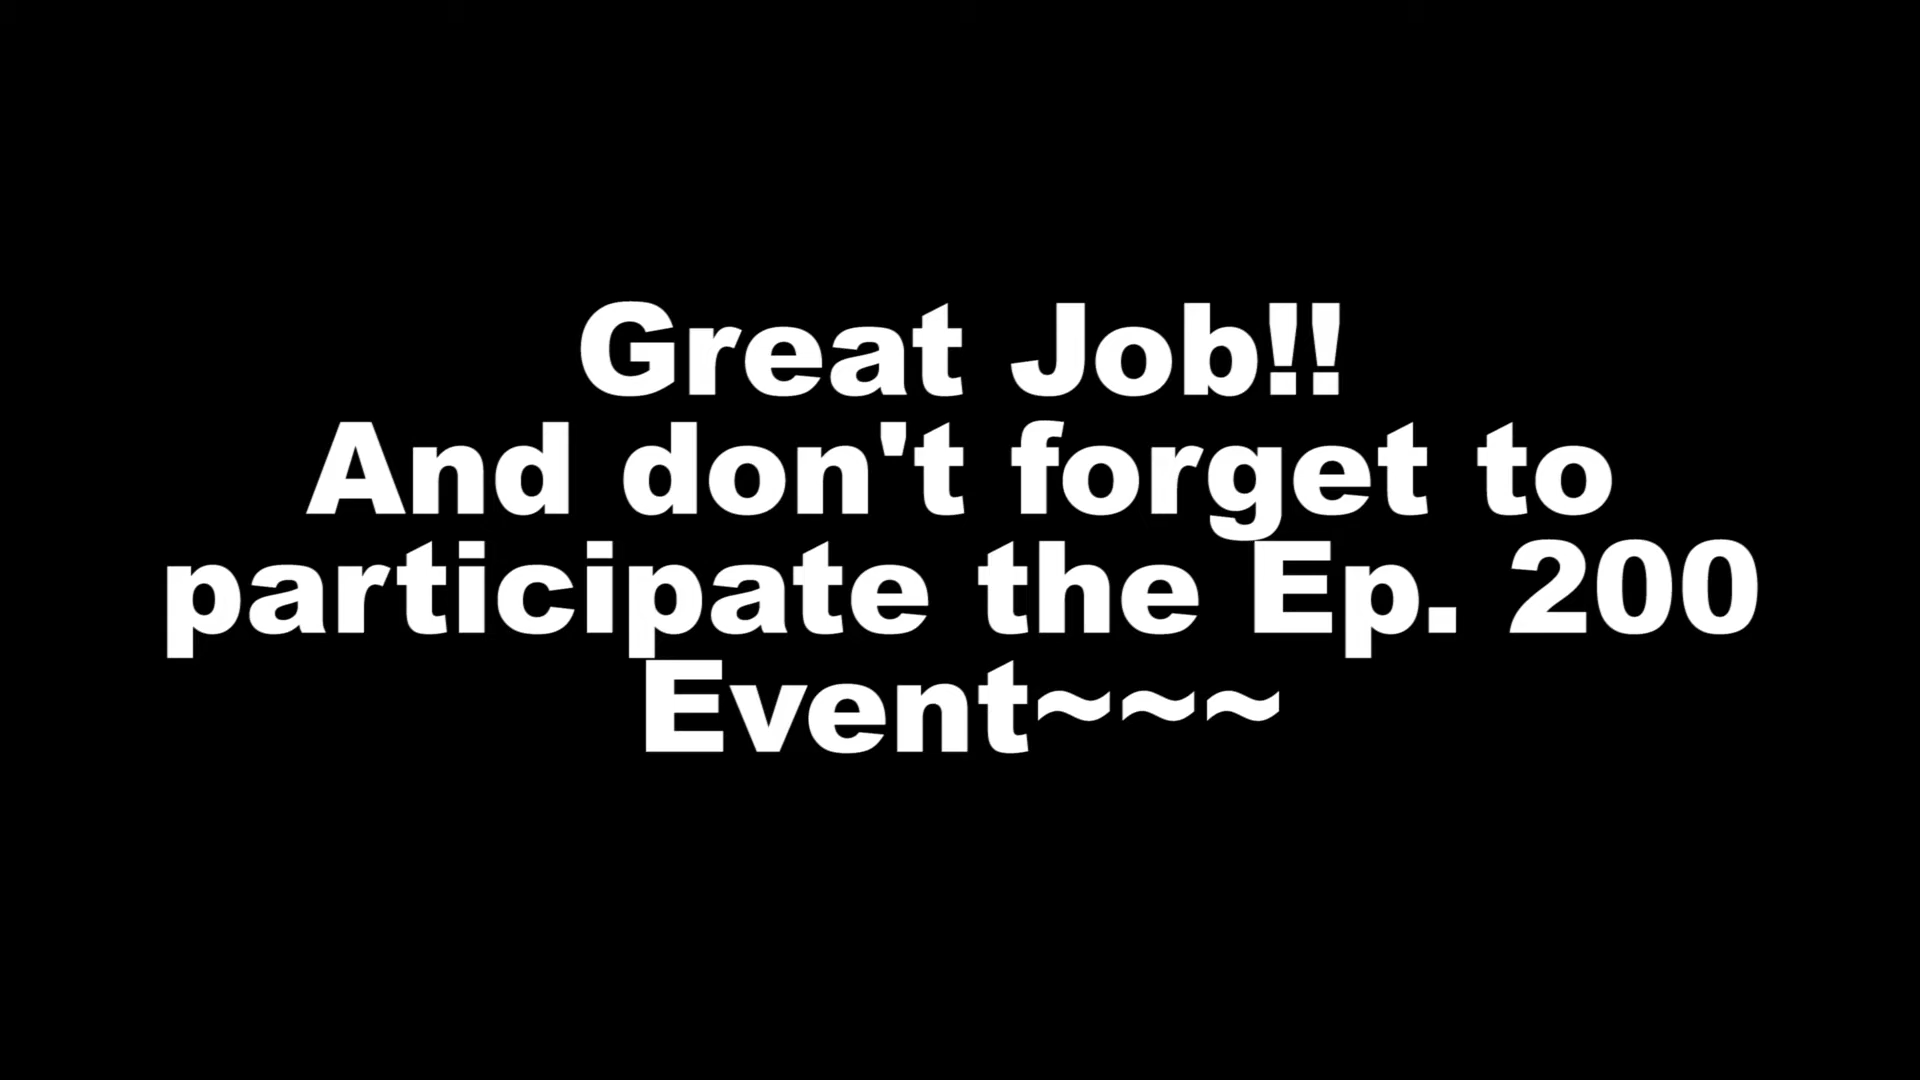 Great Job!!
And don't forget to
participate the Ep. 200
Event~~~